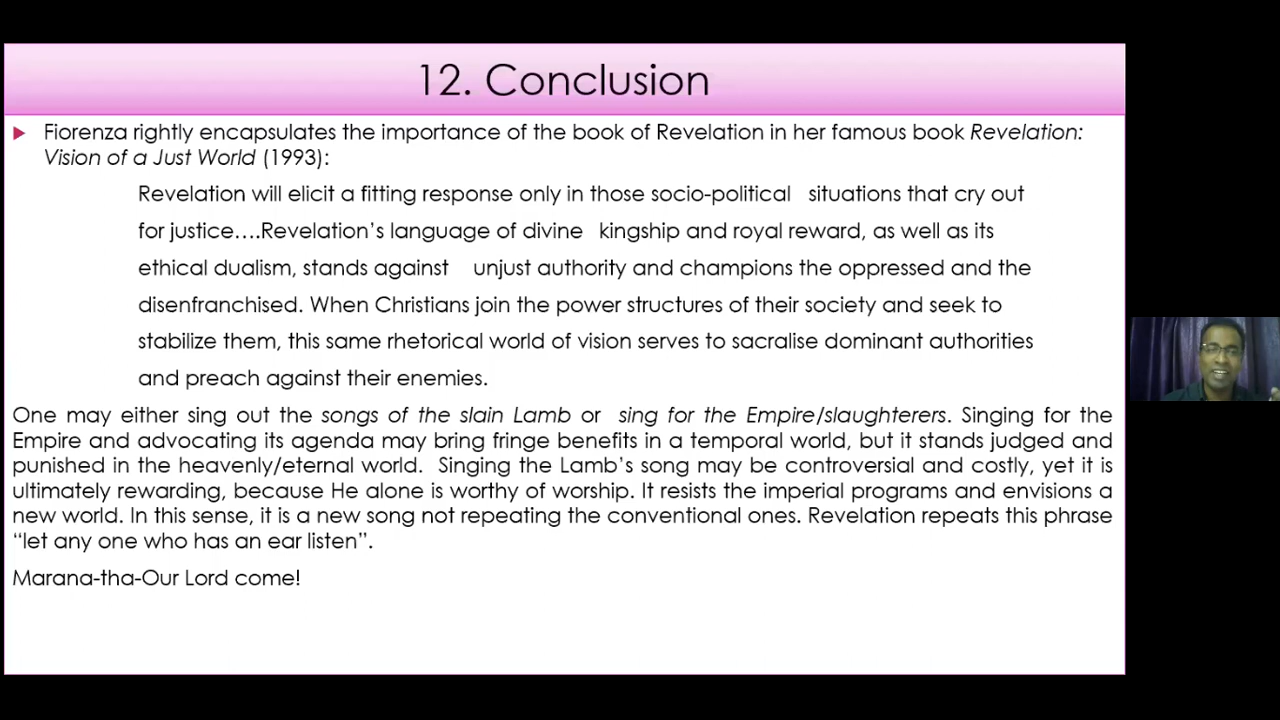 12. Conclusion
Fiorenza rightly encapsulates the importance of the book of Revelation in her famous book Revelation:
Vision of a Just World (1993):
Revelation will elicit a fitting response only in those socio-political situations that cry out
for justice….Revelation's language of divine kingship and royal reward, as well as its
ethical dualism, stands against unjust authority and champions the oppressed and the
disenfranchised. When Christians join the power structures of their society and seek to
stabilize them, this same rhetorical world of vision serves to sacralise dominant authorities
and preach against their enemies.
One may either sing out the songs of the slain Lamb or sing for the Empire/slaughterers. Singing for the
Empire and advocating its agenda may bring fringe benefits in a temporal world, but it stands judged and
punished in the heavenly/eternal world. Singing the Lamb's song may be controversial and costly, yet it is
ultimately rewarding, because He alone is worthy of worship. It resists the imperial programs and envisions a
new world. In this sense, it is a new song not repeating the conventional ones. Revelation repeats this phrase
“let any one who has an ear listen”.
Marana-tha-Our Lord come!